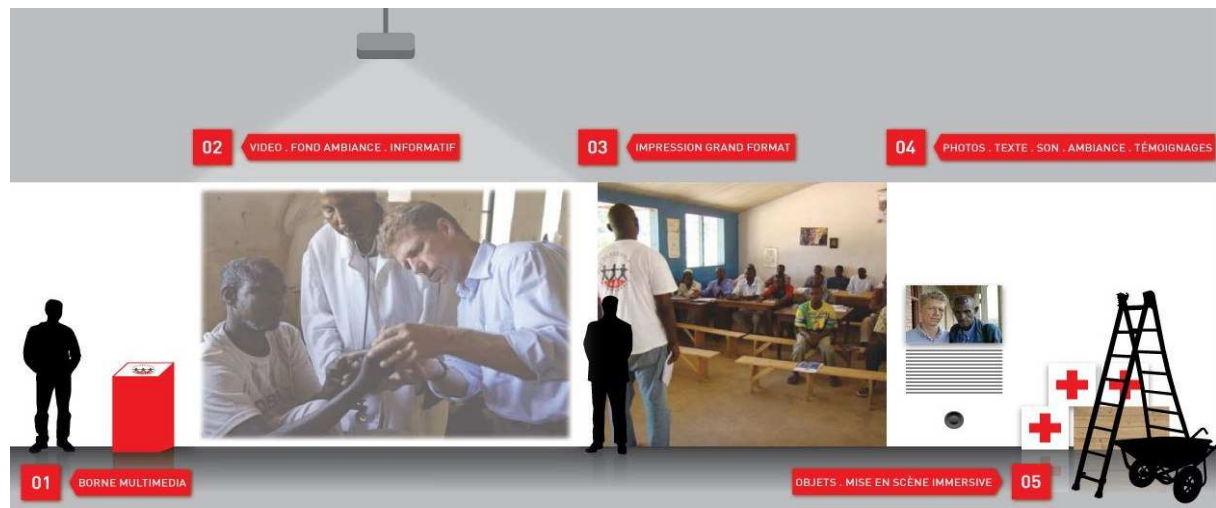 02 VIDEO . FOND AMBIANCE . INFORMATIF
03 IMPRESSION GRAND FORMAT
04 PHOTOS . TEXTE . SON . AMBIANCE . TÉMOIGNAGES
01 BORNE MULTIMEDIA
OBJETS . MISE EN SCÈNE IMMERSIVE 05